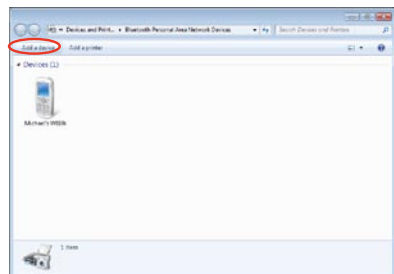 Devices and Print... ▸ Bluetooth Personal Area Network Devices
Search Devices and Printers
Add a device Add a printer
Devices (1)
Michael's W810i
1 item